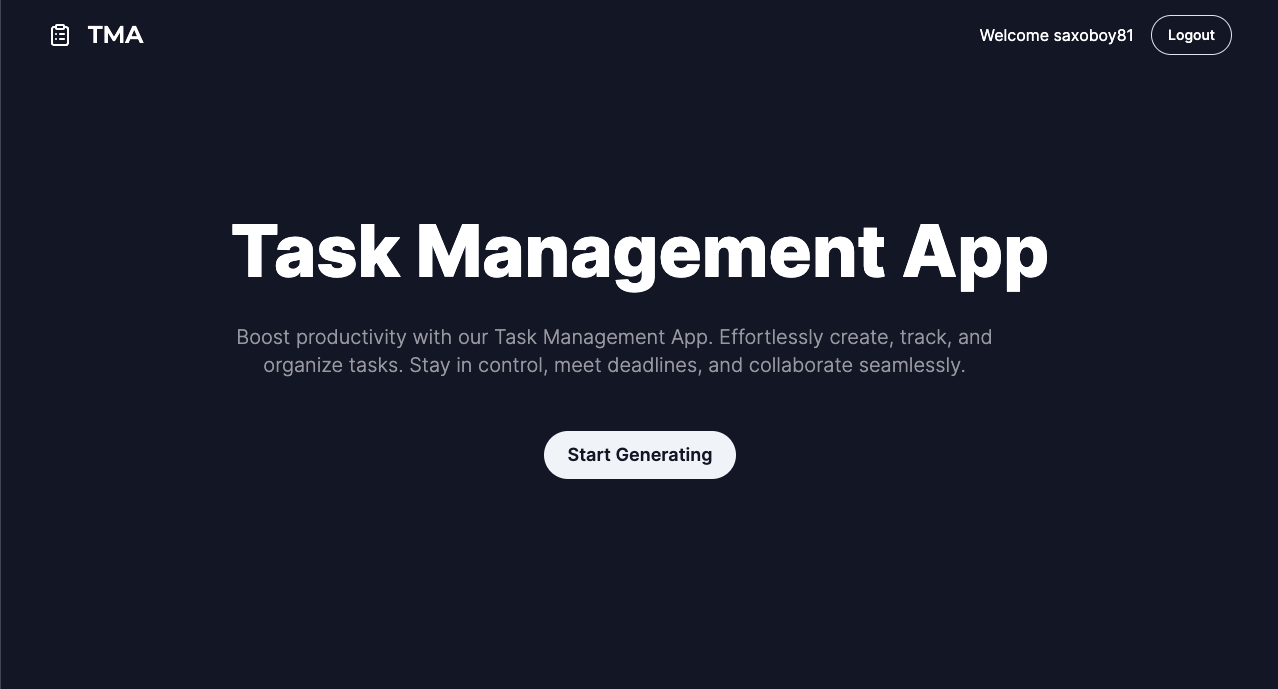 TMA
Welcome saxoboy81
Logout
Task Management App
Boost productivity with our Task Management App. Effortlessly create, track, and
organize tasks. Stay in control, meet deadlines, and collaborate seamlessly.
Start Generating